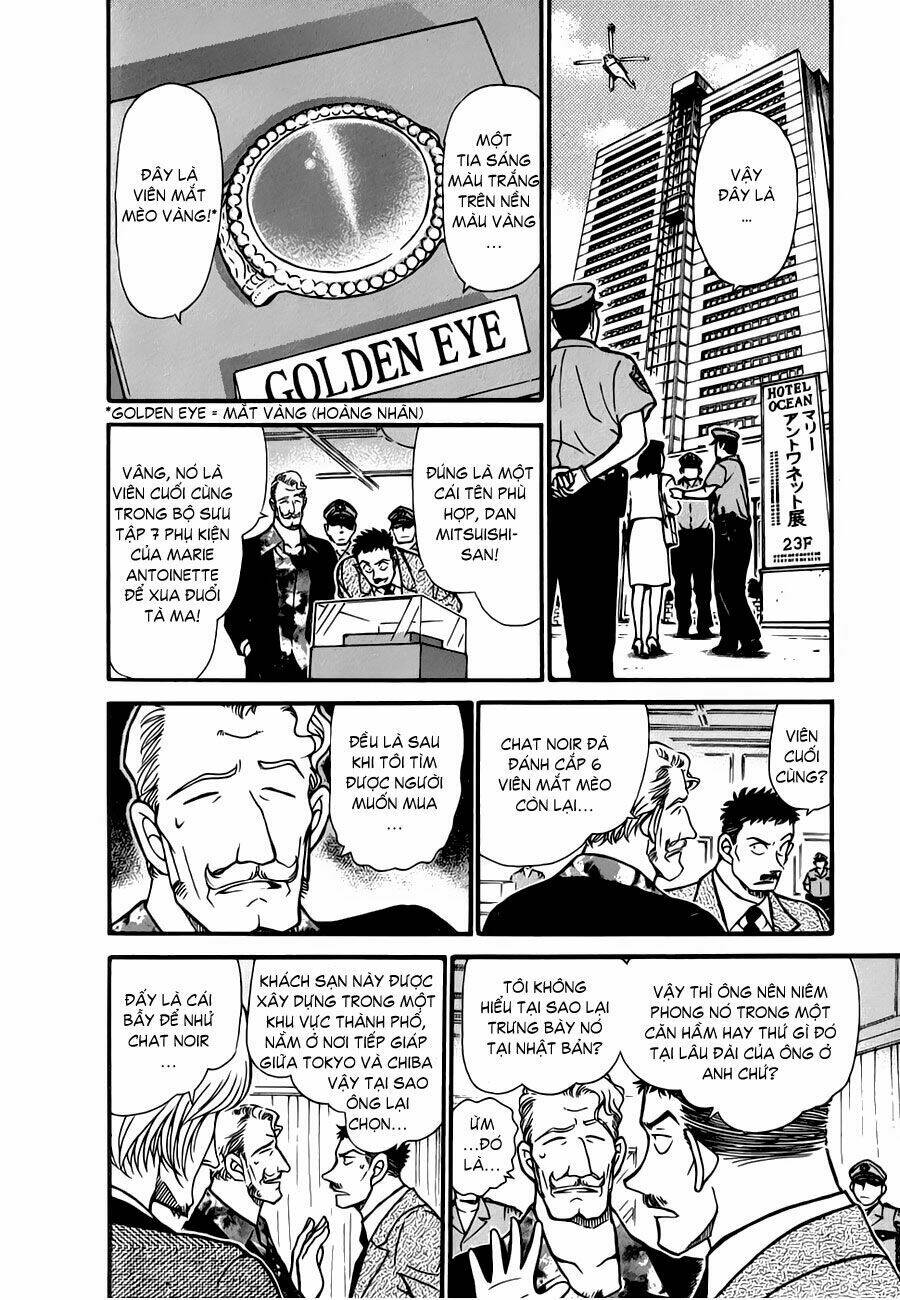 VẬY
ĐÂY LÀ
...
HOTEL
OCEAN
マリー
アントワネット展
23F
MỘT
TIA SÁNG
MÀU TRẮNG
TRÊN NỀN
MÀU VÀNG
...
ĐÂY LÀ
VIÊN MẮT
MÈO VÀNG!*
GOLDEN EYE
*GOLDEN EYE = MẮT VÀNG (HOÀNG NHÃN)
ĐÚNG LÀ MỘT
CÁI TÊN PHÙ
HỢP, DAN
MITSUISHI-
SAN!
VÂNG, NÓ LÀ
VIÊN CUỐI CÙNG
TRONG BỘ SƯU
TẬP 7 PHỤ KIỆN
CỦA MARIE
ANTOINETTE
ĐỂ XUA ĐUỔI
TÀ MA!
VIÊN
CUỐI
CÙNG?
CHAT NOIR ĐÃ
ĐÁNH CẮP 6
VIÊN MẮT MÈO
CÒN LẠI...
ĐỀU LÀ SAU
KHI TÔI TÌM
ĐƯỢC NGƯỜI
MUỐN MUA
...
VẬY THÌ ÔNG NÊN NIÊM
PHONG NÓ TRONG MỘT
CĂN HẦM HAY THỨ GÌ ĐÓ
TẠI LÂU ĐÀI CỦA ÔNG Ở
ANH CHỨ?
TÔI KHÔNG
HIỂU TẠI SAO LẠI
TRƯNG BÀY NÓ
TẠI NHẬT BẢN?
ỪM
...ĐÓ
LÀ...
KHÁCH SẠN NÀY ĐƯỢC
XÂY DỰNG TRONG MỘT
KHU VỰC THÀNH PHỐ,
NẰM Ở NƠI TIẾP GIÁP
GIỮA TOKYO VÀ CHIBA
VẬY TẠI SAO
ÔNG LẠI
CHỌN...
ĐẤY LÀ CÁI
BẪY ĐỂ NHỬ
CHAT NOIR
...